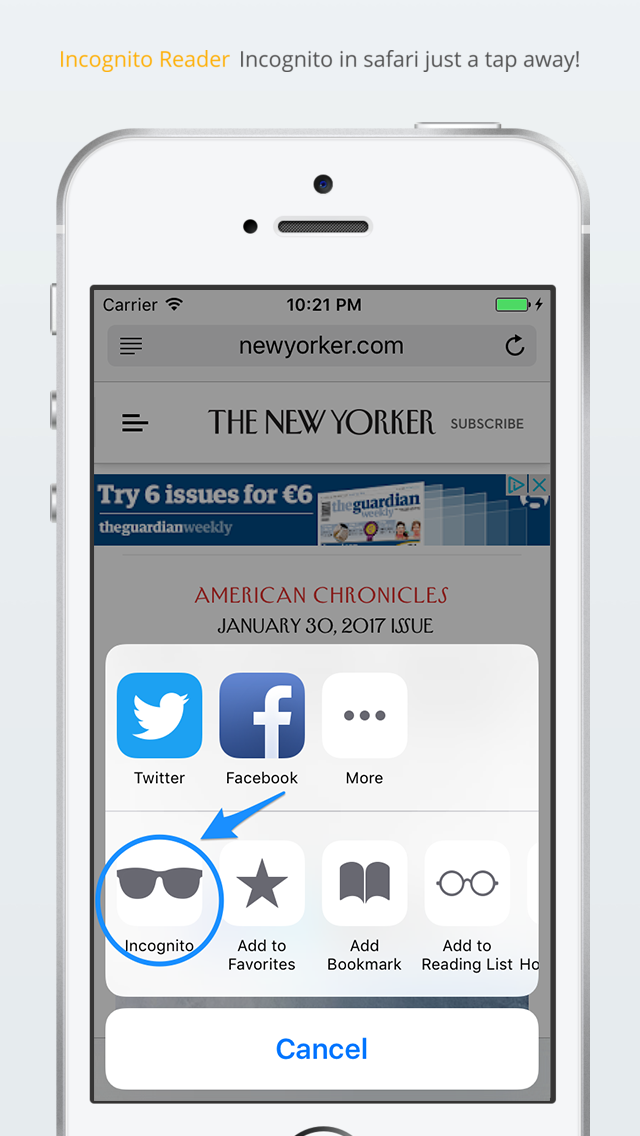 Incognito Reader Incognito in safari just a tap away!
Carrier 10:21 PM
newyorker.com
THE NEW YORKER SUBSCRIBE
Try 6 issues for €6
theguardianweekly
theguardian
weekly
AMERICAN CHRONICLES
JANUARY 30, 2017 ISSUE
Twitter Facebook More
Incognito Add to Add Add to
Favorites Bookmark Reading List Ho
Cancel